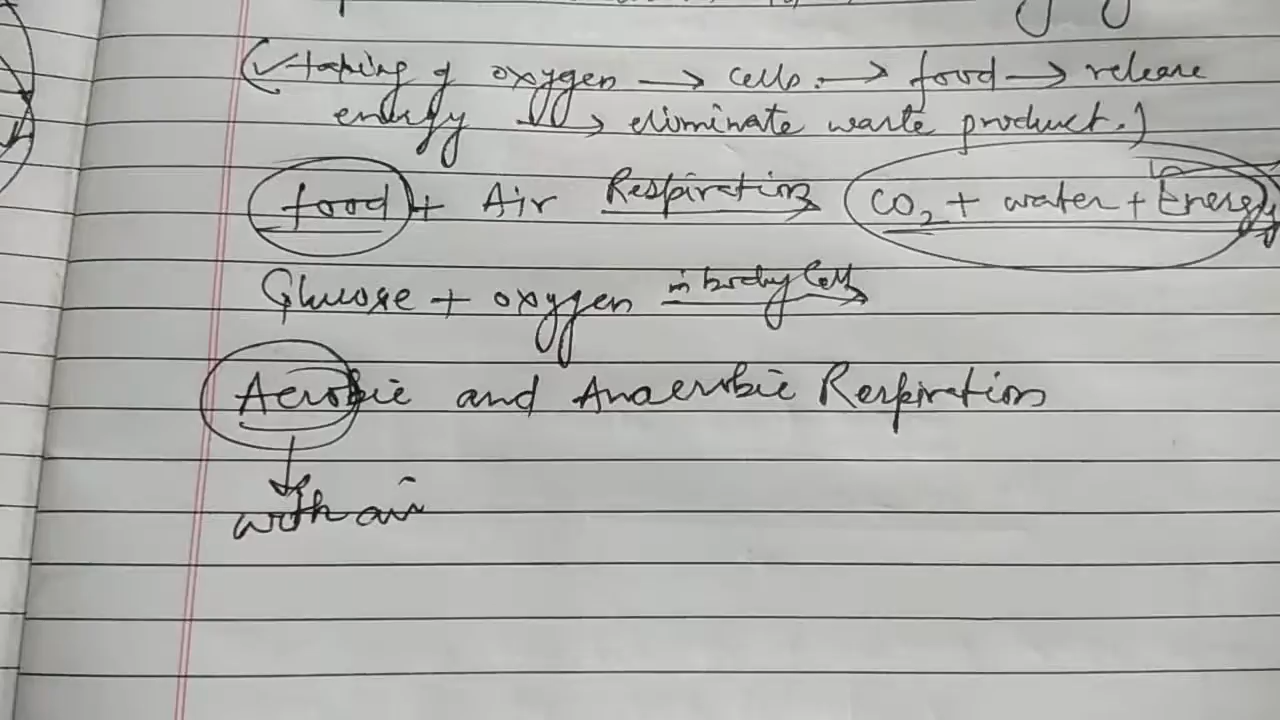 (✓taking of oxygen → cells. → food → release
energy → eliminate waste product.)
food + Air Respiration → CO₂ + water + Energy
Glucose + oxygen in body Cells →
Aerobic and Anaerobic Respiration
↓
with air